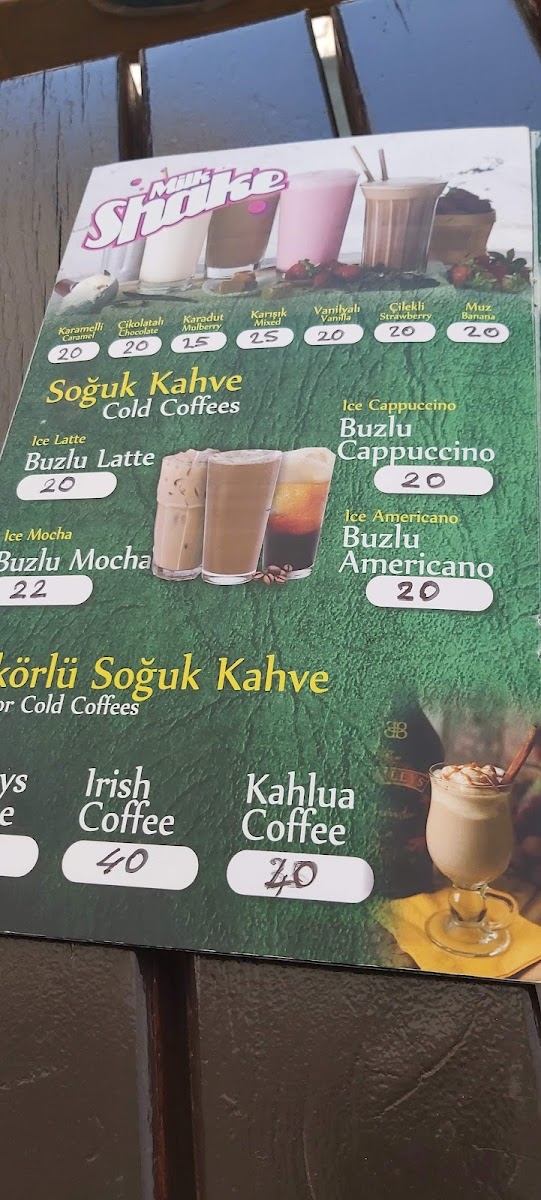 Milk
Shake
Karamelli
Caramel
20
Çikolatalı
Chocolate
20
Karadut
Mulberry
25
Karışık
Mixed
25
Vanilyalı
Vanilla
20
Çilekli
Strawberry
20
Muz
Banana
20
Soğuk Kahve
Cold Coffees
Ice Latte
Buzlu Latte
20
Ice Cappuccino
Buzlu
Cappuccino
20
Ice Mocha
Buzlu Mocha
22
Ice Americano
Buzlu
Americano
20
körlü Soğuk Kahve
or Cold Coffees
ys
e
Irish
Coffee
40
Kahlua
Coffee